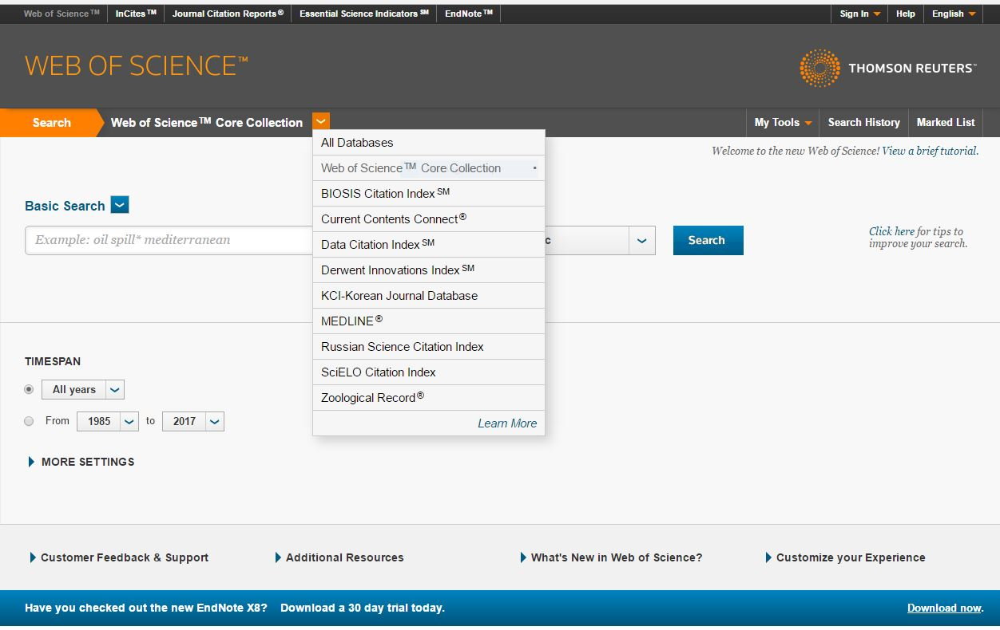 Web of Science™ InCites™ Journal Citation Reports® Essential Science Indicators℠ EndNote™ Sign In Help English
WEB OF SCIENCE™
THOMSON REUTERS™
Search Web of Science™ Core Collection My Tools Search History Marked List
All Databases
Welcome to the new Web of Science! View a brief tutorial.
Web of Science™ Core Collection
BIOSIS Citation Index℠
Basic Search
Current Contents Connect®
Example: oil spill* mediterranean
c
Search
Click here for tips to
improve your search.
Data Citation Index℠
Derwent Innovations Index℠
KCI-Korean Journal Database
MEDLINE®
Russian Science Citation Index
SciELO Citation Index
Zoological Record®
Learn More
TIMESPAN
All years
From 1985 to 2017
MORE SETTINGS
Customer Feedback & Support Additional Resources What's New in Web of Science? Customize your Experience
Have you checked out the new EndNote X8? Download a 30 day trial today. Download now.